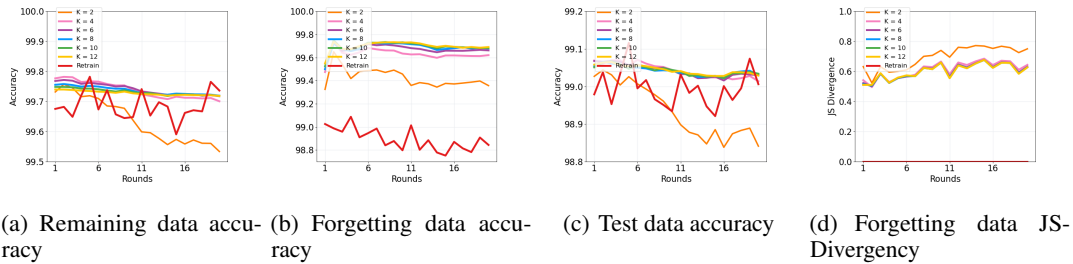 100.0
99.9
99.8
99.7
99.6
99.5
Accuracy
K = 2
K = 4
K = 6
K = 8
K = 10
K = 12
Retrain
1 6 11 16
Rounds
100.0
99.8
99.6
99.4
99.2
99.0
98.8
Accuracy
K = 2
K = 4
K = 6
K = 8
K = 10
K = 12
Retrain
1 6 11 16
Rounds
99.2
99.1
99.0
98.9
98.8
Accuracy
K = 2
K = 4
K = 6
K = 8
K = 10
K = 12
Retrain
1 6 11 16
Rounds
1.0
0.8
0.6
0.4
0.2
0.0
JS Divergence
K = 2
K = 4
K = 6
K = 8
K = 10
K = 12
Retrain
6 11 16
Rounds
(a) Remaining data accu-
racy
(b) Forgetting data accu-
racy
(c) Test data accuracy
(d) Forgetting data JS-
Divergency